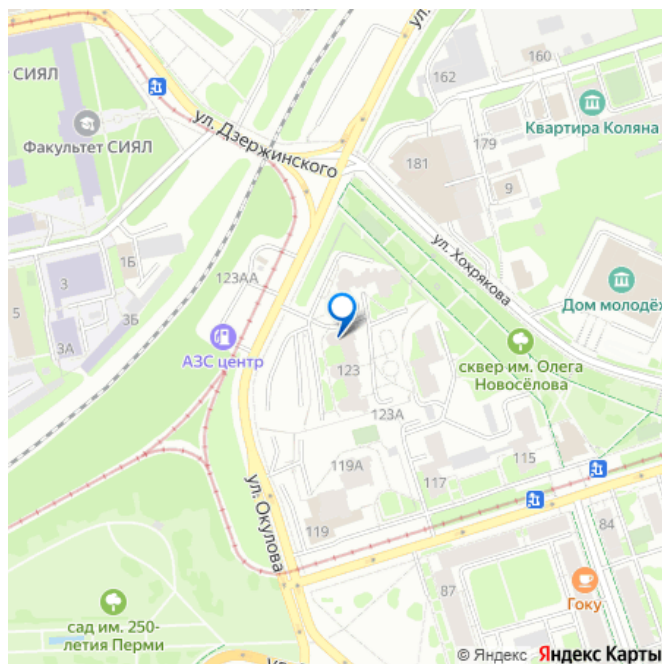 ул.
160
162
т СИЯЛ
Квартира Коляна
Факультет СИЯЛ
ул. Дзержинского
179
181
9
ул. Хохрякова
1Б
123АА
3
5
3Б
3А
Дом молодёж
АЗС центр
сквер им. Олега
Новосёлова
123
123А
119А
115
117
ул. Окулова
119
84
87
Гоку
сад им. 250-
летия Перми
© Яндекс Яндекс Карты